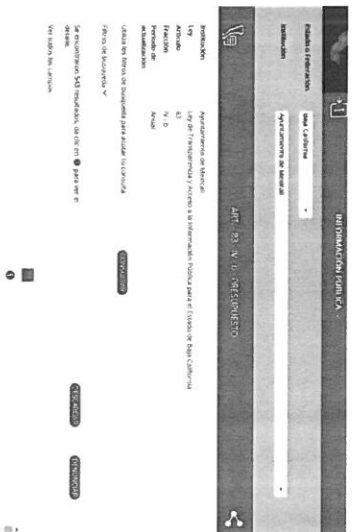 INFORMACIÓN PÚBLICA
Estado o Federación
Baja California
Institución
Ayuntamiento de Mexicali
ART. - 83 - IV - D - PRESUPUESTO
Institución Ayuntamiento de Mexicali
Ley Ley de Transparencia y Acceso a la Información Pública para el Estado de Baja California
Artículo 83
Fracción IV - D
Periodo de actualización Anual
Utiliza los filtros de búsqueda para acotar tu consulta
Filtros de búsqueda
CONSULTAR
Se encontraron 543 resultados, da clic en i para ver el
detalle.
DESCARGAR
DENUNCIAR
Ver todos los campos